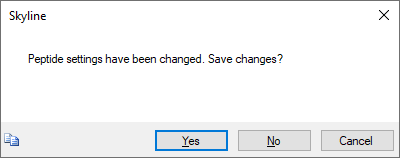 Skyline
Peptide settings have been changed. Save changes?
Yes
No
Cancel